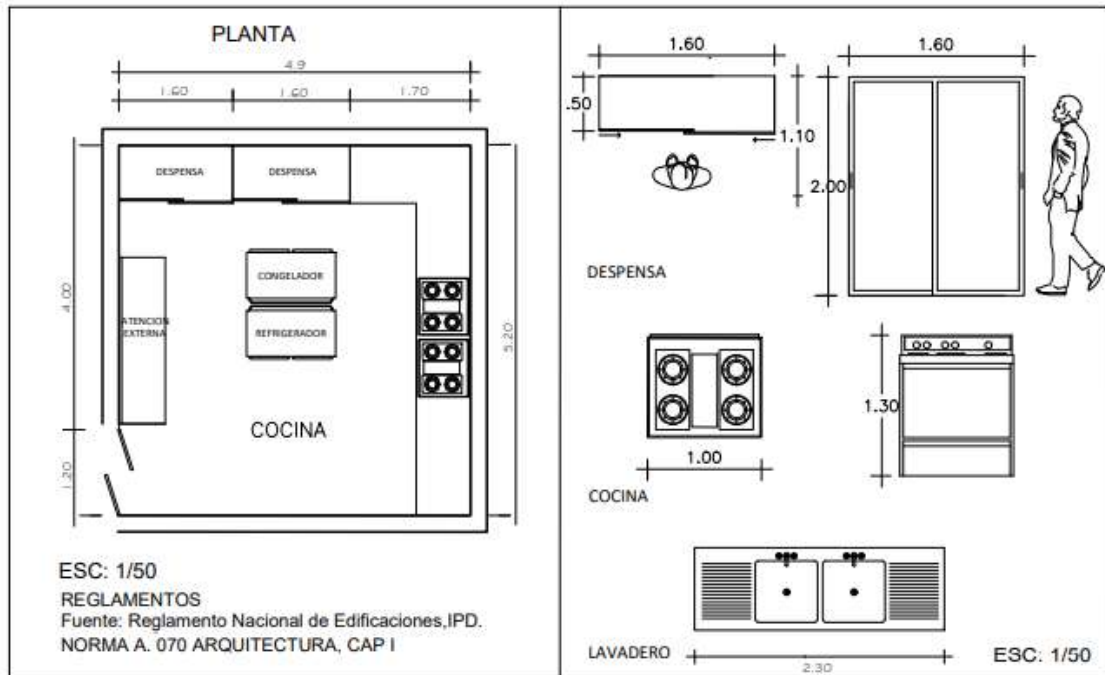 PLANTA
4.9
1.60
1.60
1.70
DESPENSA
DESPENSA
4.00
CONGELADOR
ATENCION
EXTERNA
REFRIGERADOR
5.20
COCINA
1.20
ESC: 1/50
REGLAMENTOS
Fuente: Reglamento Nacional de Edificaciones,IPD.
NORMA A. 070 ARQUITECTURA, CAP I
1.60
1.60
.50
1.10
2.00
DESPENSA
1.30
1.00
COCINA
LAVADERO
2.30
ESC: 1/50